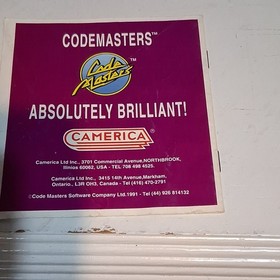 CODEMASTERS™
Code Masters™
ABSOLUTELY BRILLIANT!
CAMERICA
Camerica Ltd Inc., 3701 Commercial Avenue, NORTHBROOK,
Illinios 60062, USA - TEL 708 498 4525.
Camerica Ltd Inc., 3415 14th Avenue, Markham,
Ontario., L3R OH3, Canada - Tel (416) 470-2791
©Code Masters Software Company Ltd. 1991 - Tel (44) 926 814132